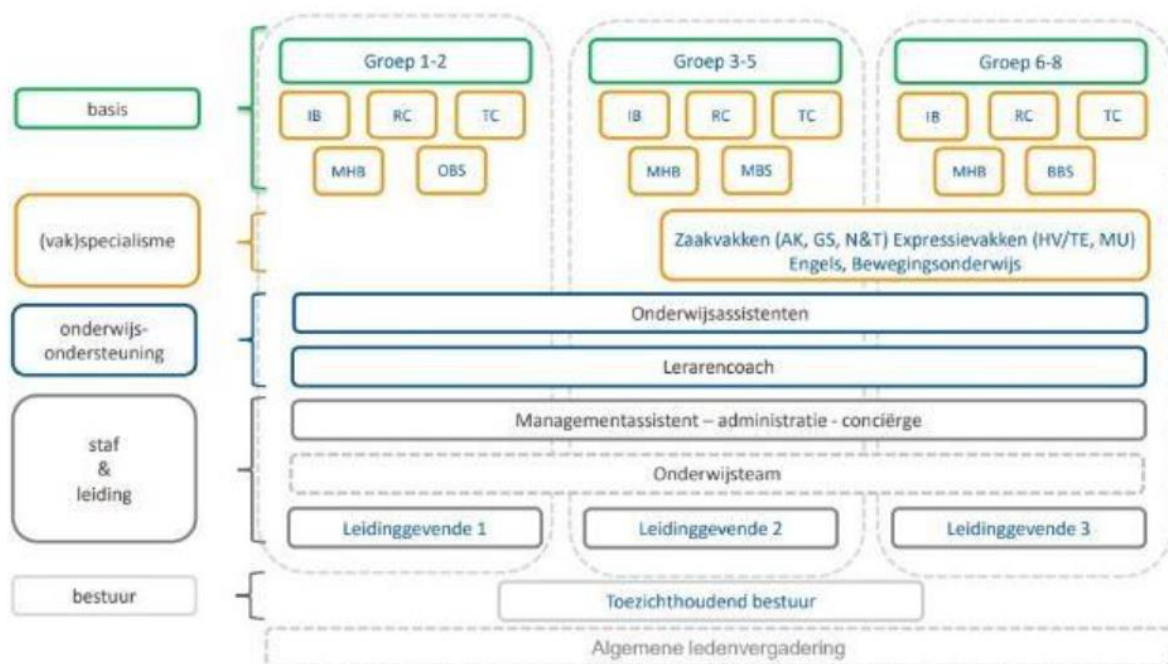 Groep 1-2
Groep 3-5
Groep 6-8
basis
IB RC TC
IB RC TC
IB RC TC
MHB OBS
MHB MBS
MHB BBS
(vak)specialisme
Zaakvakken (AK, GS, N&T) Expressievakken (HV/TE, MU)
Engels, Bewegingsonderwijs
onderwijs-
ondersteuning
Onderwijsassistenten
Lerarencoach
staf
&
leiding
Managementassistent – administratie - conciërge
Onderwijsteam
Leidinggevende 1
Leidinggevende 2
Leidinggevende 3
bestuur
Toezichthoudend bestuur
Algemene ledenvergadering